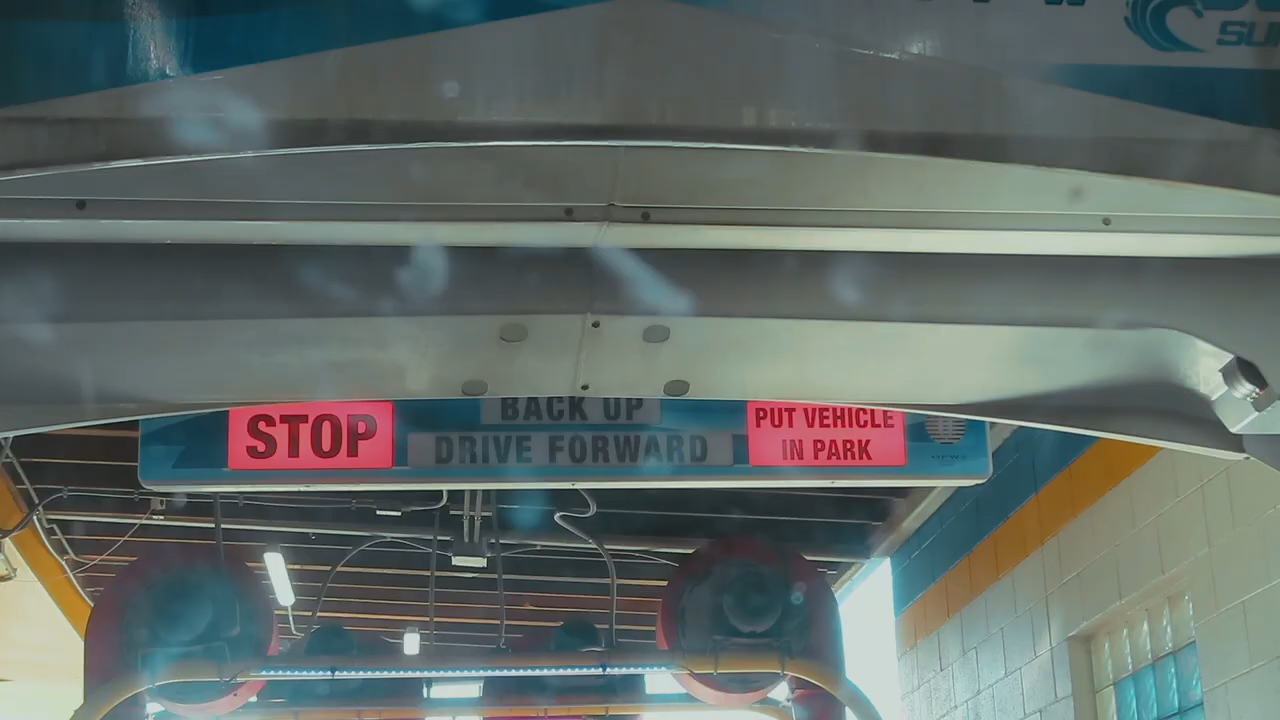 STOP
BACK UP
DRIVE FORWARD
PUT VEHICLE
IN PARK